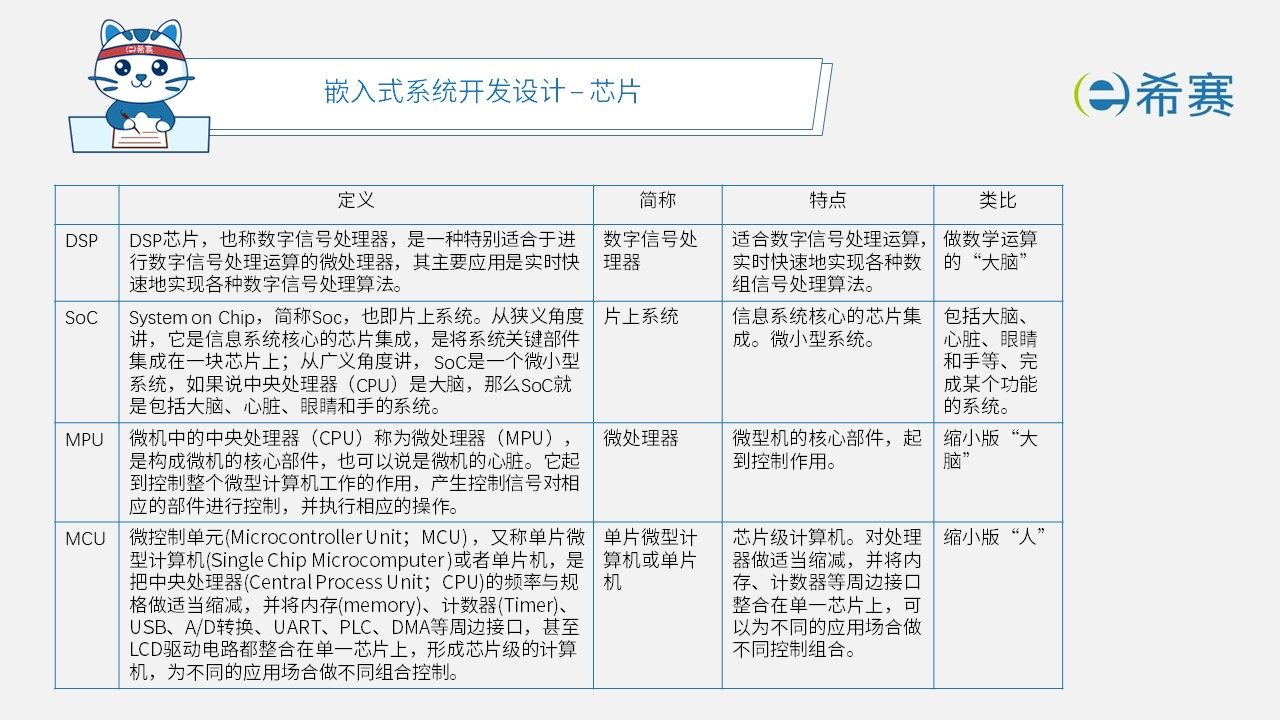 (e)希赛
嵌入式系统开发设计 – 芯片
(e)希赛
定义
简称
特点
类比
DSP
DSP芯片，也称数字信号处理器，是一种特别适合于进
行数字信号处理运算的微处理器，其主要应用是实时快
速地实现各种数字信号处理算法。
数字信号处
理器
适合数字信号处理运算，
实时快速地实现各种数
组信号处理算法。
做数学运算
的“大脑”
SoC
System on Chip，简称Soc，也即片上系统。从狭义角度
讲，它是信息系统核心的芯片集成，是将系统关键部件
集成在一块芯片上；从广义角度讲， SoC是一个微小型
系统，如果说中央处理器（CPU）是大脑，那么SoC就
是包括大脑、心脏、眼睛和手的系统。
片上系统
信息系统核心的芯片集
成。微小型系统。
包括大脑、
心脏、眼睛
和手等、完
成某个功能
的系统。
MPU
微机中的中央处理器（CPU）称为微处理器（MPU），
是构成微机的核心部件，也可以说是微机的心脏。它起
到控制整个微型计算机工作的作用，产生控制信号对相
应的部件进行控制，并执行相应的操作。
微处理器
微型机的核心部件，起
到控制作用。
缩小版“大
脑”
MCU
微控制单元(Microcontroller Unit；MCU) ，又称单片微
型计算机(Single Chip Microcomputer )或者单片机，是
把中央处理器(Central Process Unit；CPU)的频率与规
格做适当缩减，并将内存(memory)、计数器(Timer)、
USB、A/D转换、UART、PLC、DMA等周边接口，甚至
LCD驱动电路都整合在单一芯片上，形成芯片级的计算
机，为不同的应用场合做不同组合控制。
单片微型计
算机或单片
机
芯片级计算机。对处理
器做适当缩减，并将内
存、计数器等周边接口
整合在单一芯片上，可
以为不同的应用场合做
不同控制组合。
缩小版“人”